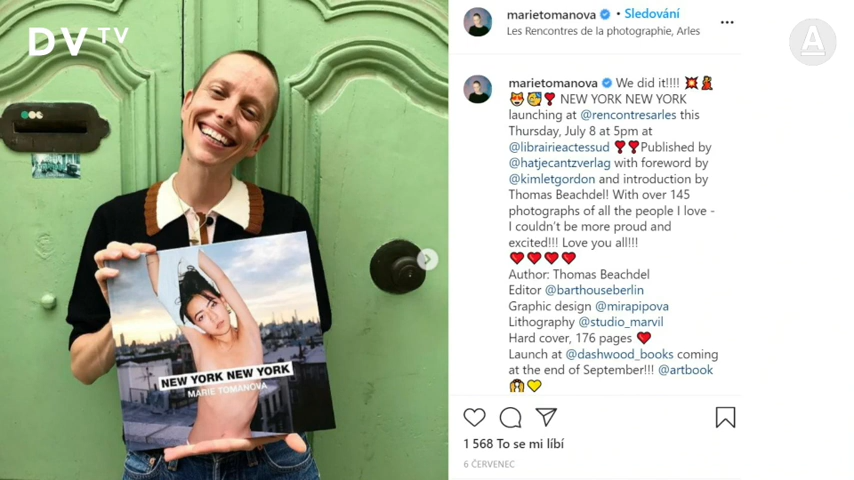 DVTV
marietomanova • Sledování
Les Rencontres de la photographie, Arles
A
marietomanova We did it!!!! 💥💃
😻🥳❣️ NEW YORK NEW YORK
launching at @rencontresarles this
Thursday, July 8 at 5pm at
@librairieactessud ❣️❣️Published by
@hatjecantzverlag with foreword by
@kimletgordon and introduction by
Thomas Beachdel! With over 145
photographs of all the people I love -
I couldn't be more proud and
excited!!! Love you all!!!
❤️❤️❤️❤️
Author: Thomas Beachdel
Editor @barthouseberlin
Graphic design @mirapipova
Lithography @studio_marvil
Hard cover, 176 pages ❤️
Launch at @dashwood_books coming
at the end of September!!! @artbook
🙌💛
NEW YORK NEW YORK
MARIE TOMANOVA
1 568 To se mi líbí
6 ČERVENEC